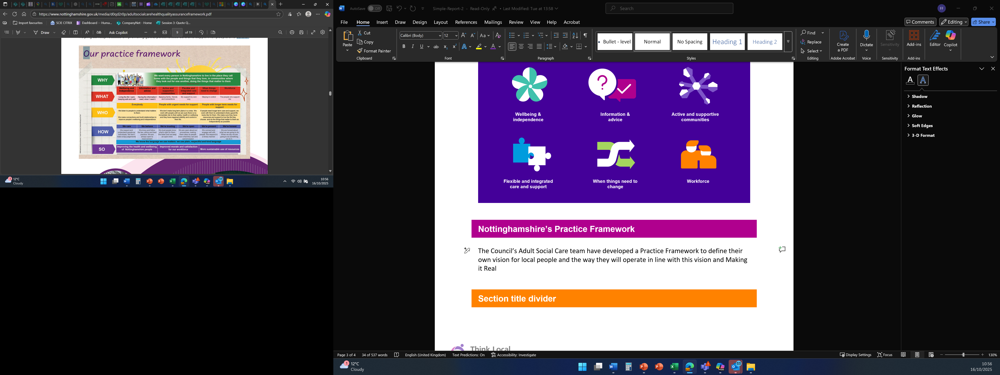 https://www.nottinghamshire.gov.uk/media/d0qd2r0p/adultsocialcarehealthqualityassuranceframework.pdf
Import favourites
SCIE CITRIX
Dashboard -- Huma...
CompanyNet - Home
Session 3: Quote Q...
Draw
Ask Copilot
9
of 19
Our practice framework
WHY
We want every person in Nottinghamshire to live in the place they call
home with the people and things that they love, in communities where
they look out for one another, doing the things that matter to them
WHAT
Wellbeing and Independence
Information and advice
Active and supportive communities
Flexible and integrated care and support
When things need to change
Workforce
Living the life I want, keeping safe and well
Having the information I need, when I need it
Keeping family, friends and connections
My support my own way
Staying in control
The people who support me
WHO
Everybody
People with urgent needs for support
People with longer term needs for support
We listen to people to understand what matters to them.
We make connections and build relationships to improve people's wellbeing and independence
We don't make long term plans in a crisis. We work with people until we are sure there is no immediate risk to their safety, health or wellbeing and they have regained stability and control in their life.
If people need longer term care and support, we work with them to understand what a good life looks like for them. We make sure they have resources and support to live the life they choose and do the things that matter to them as independently as possible
HOW
We care
We behave
We're trusting
We're open
We're present
We're honest
We respect and understand people as individuals. We don't make snap judgements
We know and follow the law, ethics and best practice. We are always open to improvement
We trust people know what's right for them. We listen and we keep an open mind
We are open about our procedures, making them clear so people know what they can and cannot expect
We connect and engage well with people. We respond in a timely manner
We are honest about what we are going to do. When we say we are going to do something, we do it
We know the language we use matters: we use plain, respectful and kind language
SO
Improving the health and wellbeing of Nottinghamshire people
Improved morale and satisfaction for our workforce
More sustainable use of resources
12°C
Cloudy
10:56
16/10/2025
AutoSave
Off
Simple-Report-2 - Read-Only
• Last Modified: Tue at 13:58
Search
FF
File
Home
Insert
Draw
Design
Layout
References
Mailings
Review
View
Help
Acrobat
Comments
Editing
Share
Paste
Cut
Copy
Format Painter
Clipboard
Calibri (Body)
12
Font
Paragraph
Bullet - level
Normal
No Spacing
Heading 1
Heading 2
Styles
Find
Replace
Select
Editing
Create
a PDF
Adobe Acrobat
Dictate
Voice
Sensitivity
Sensitivity
Add-ins
Add-ins
Editor
Copilot
Wellbeing &
independence
Information &
advice
Active and supportive
communities
Flexible and integrated
care and support
When things need to
change
Workforce
Nottinghamshire’s Practice Framework
The Council’s Adult Social Care team have developed a Practice Framework to define their
own vision for local people and the way they will operate in line with this vision and Making
it Real
Section title divider
Think Local
Format Text Effects
Shadow
Reflection
Glow
Soft Edges
3-D Format
Page 3 of 4
34 of 537 words
English (United Kingdom)
Text Predictions: On
Accessibility: Investigate
Display Settings
Focus
130%
12°C
Cloudy
10:56
16/10/2025